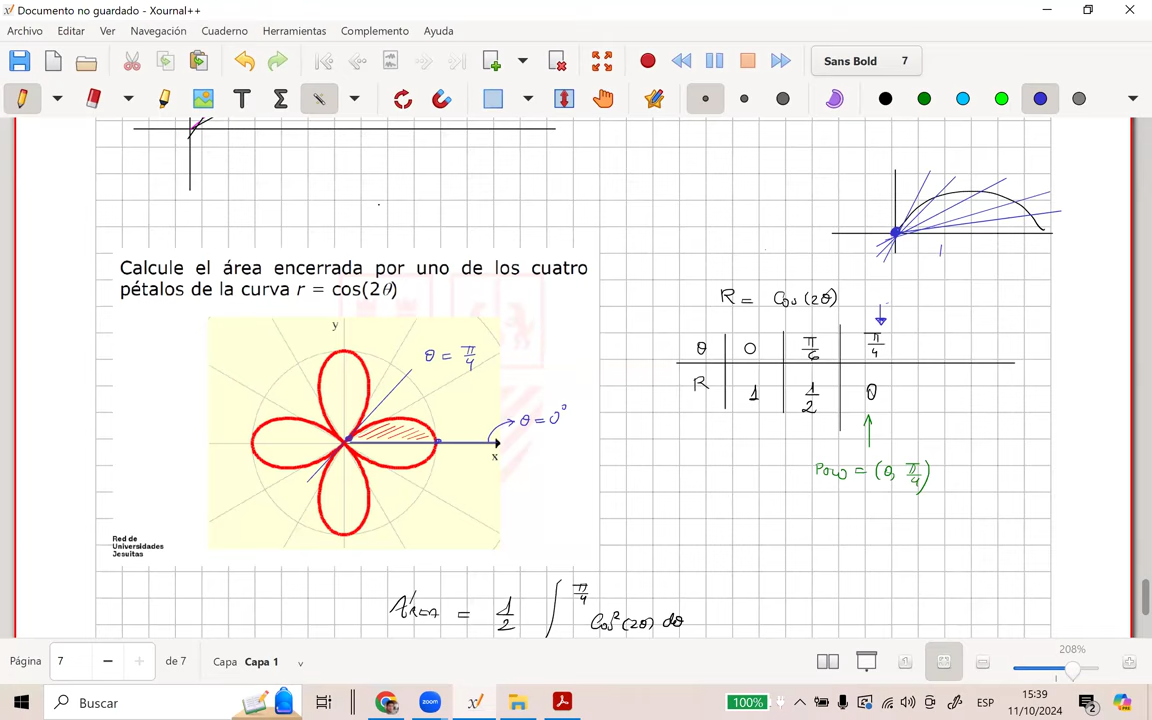 Documento no guardado - Xournal++
Archivo Editar Ver Navegación Cuaderno Herramientas Complemento Ayuda
Sans Bold 7
Calcule el área encerrada por uno de los cuatro
pétalos de la curva r = cos(2θ)
y
θ = π/4
θ = 0°
x
Red de
Universidades
Jesuitas
R = Cos(2θ)
θ 0 π/6 π/4
R 1 1/2 0
Polo = (0, π/4)
ÁREA = 1/2 ∫ π/4 Cos²(2θ) dθ
Página 7 de 7 Capa Capa 1
208%
Buscar
100%
ESP
15:39
11/10/2024
2